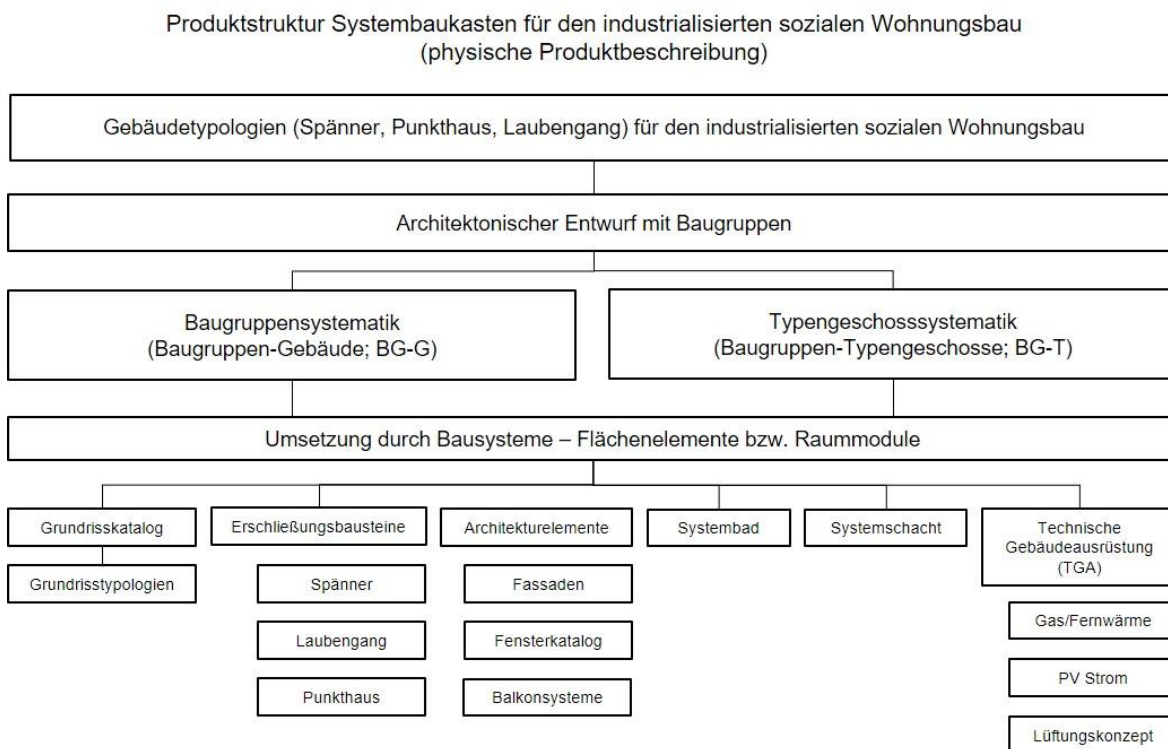 Produktstruktur Systembaukasten für den industrialisierten sozialen Wohnungsbau
(physische Produktbeschreibung)
Gebäudetypologien (Spänner, Punkthaus, Laubengang) für den industrialisierten sozialen Wohnungsbau
Architektonischer Entwurf mit Baugruppen
Baugruppensystematik
(Baugruppen-Gebäude; BG-G)
Typengeschosssystematik
(Baugruppen-Typengeschosse; BG-T)
Umsetzung durch Bausysteme – Flächenelemente bzw. Raummodule
Grundrisskatalog
Grundrisstypologien
Erschließungsbausteine
Spänner
Laubengang
Punkthaus
Architekturelemente
Fassaden
Fensterkatalog
Balkonsysteme
Systembad
Systemschacht
Technische
Gebäudeausrüstung
(TGA)
Gas/Fernwärme
PV Strom
Lüftungskonzept